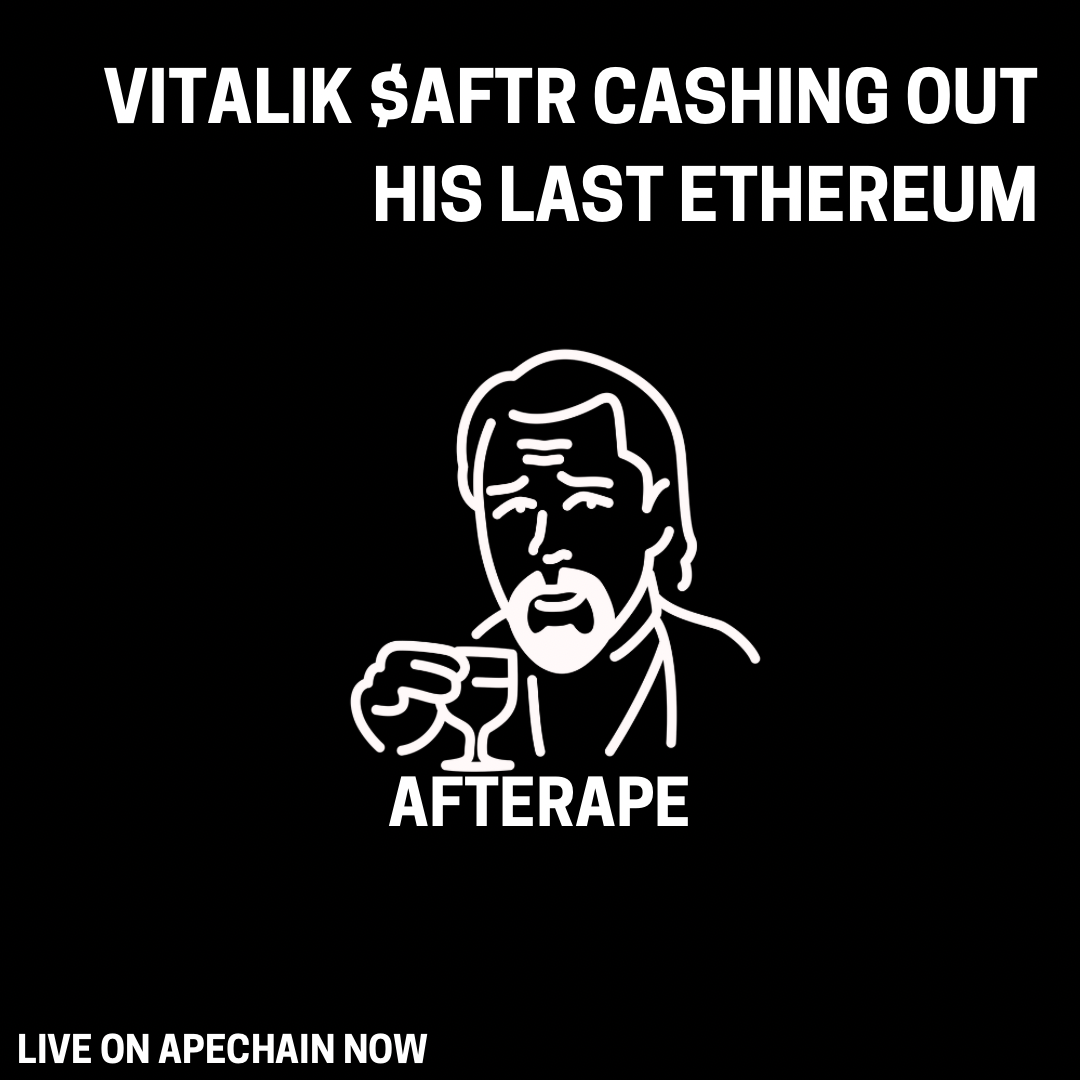 VITALIK $AFTR CASHING OUT
HIS LAST ETHEREUM
AFTERAPE
LIVE ON APECHAIN NOW